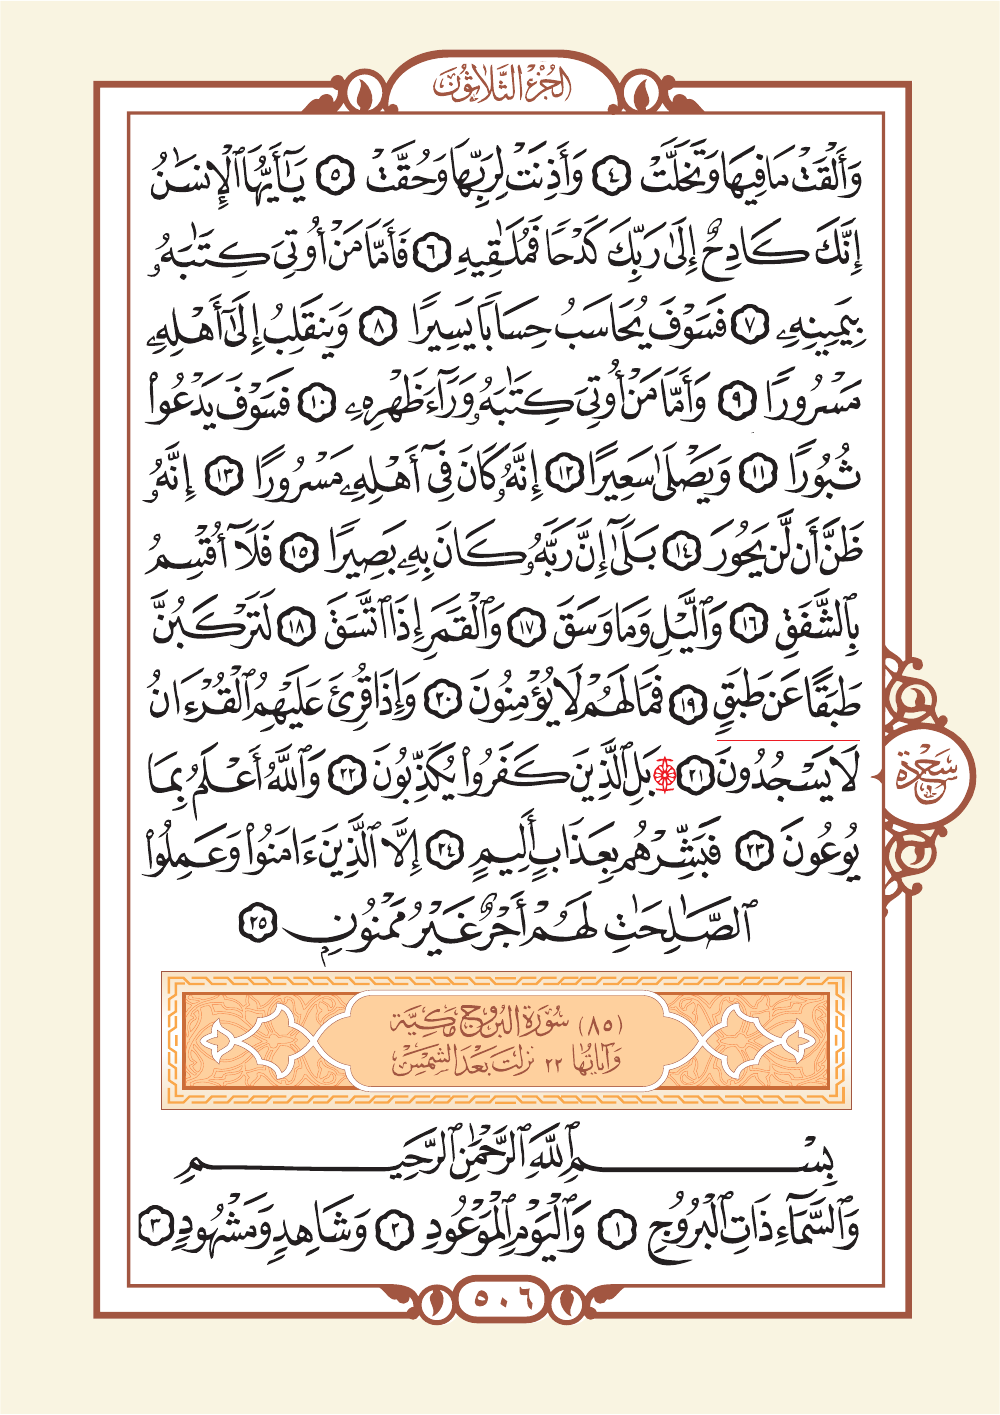 الجزء الثلاثون
وَأَلۡقَتۡ مَا فِيهَا وَتَخَلَّتۡ ٤ وَأَذِنَتۡ لِرَبِّهَا وَحُقَّتۡ ٥ يَٰٓأَيُّهَا ٱلۡإِنسَٰنُ
إِنَّكَ كَادِحٌ إِلَىٰ رَبِّكَ كَدۡحٗا فَمُلَٰقِيهِ ٦ فَأَمَّا مَنۡ أُوتِيَ كِتَٰبَهُۥ
بِيَمِينِهِۦ ٧ فَسَوۡفَ يُحَاسَبُ حِسَابٗا يَسِيرٗا ٨ وَيَنقَلِبُ إِلَىٰٓ أَهۡلِهِۦ
مَسۡرُورٗا ٩ وَأَمَّا مَنۡ أُوتِيَ كِتَٰبَهُۥ وَرَآءَ ظَهۡرِهِۦ ١٠ فَسَوۡفَ يَدۡعُواْ
ثُبُورٗا ١١ وَيَصۡلَىٰ سَعِيرًا ١٢ إِنَّهُۥ كَانَ فِيٓ أَهۡلِهِۦ مَسۡرُورًا ١٣ إِنَّهُۥ
ظَنَّ أَن لَّن يَحُورَ ١٤ بَلَىٰٓ إِنَّ رَبَّهُۥ كَانَ بِهِۦ بَصِيرٗا ١٥ فَلَآ أُقۡسِمُ
بِٱلشَّفَقِ ١٦ وَٱلَّيۡلِ وَمَا وَسَقَ ١٧ وَٱلۡقَمَرِ إِذَا ٱتَّسَقَ ١٨ لَتَرۡكَبُنَّ
طَبَقًا عَن طَبَقٖ ١٩ فَمَا لَهُمۡ لَا يُؤۡمِنُونَ ٢٠ وَإِذَا قُرِئَ عَلَيۡهِمُ ٱلۡقُرۡءَانُ
لَا يَسۡجُدُونَ ٢١ بَلِ ٱلَّذِينَ كَفَرُواْ يُكَذِّبُونَ ٢٢ وَٱللَّهُ أَعۡلَمُ بِمَا
سجدة
يُوعُونَ ٢٣ فَبَشِّرۡهُم بِعَذَابٍ أَلِيمٍ ٢٤ إِلَّا ٱلَّذِينَ ءَامَنُواْ وَعَمِلُواْ
ٱلصَّٰلِحَٰتِ لَهُمۡ أَجۡرٌ غَيۡرُ مَمۡنُونِۭ ٢٥
(٨٥) سورة البروج مكية
وآياتها ٢٢ نزلت بعد الشمس
بِسۡمِ ٱللَّهِ ٱلرَّحۡمَٰنِ ٱلرَّحِيمِ
وَٱلسَّمَآءِ ذَاتِ ٱلۡبُرُوجِ ١ وَٱلۡيَوۡمِ ٱلۡمَوۡعُودِ ٢ وَشَاهِدٖ وَمَشۡهُودٖ ٣
٥٠٦